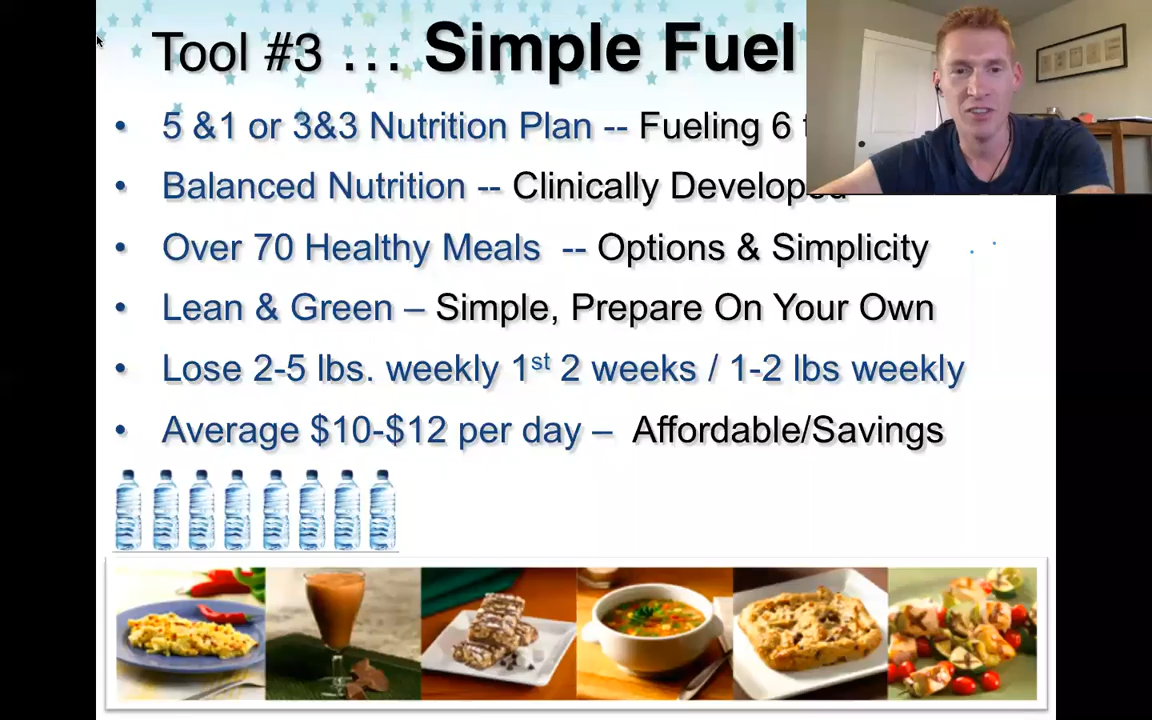 Tool #3 ... Simple Fuel
• 5 &1 or 3&3 Nutrition Plan -- Fueling 6
• Balanced Nutrition -- Clinically Developed
• Over 70 Healthy Meals -- Options & Simplicity
• Lean & Green – Simple, Prepare On Your Own
• Lose 2-5 lbs. weekly 1st 2 weeks / 1-2 lbs weekly
• Average $10-$12 per day – Affordable/Savings